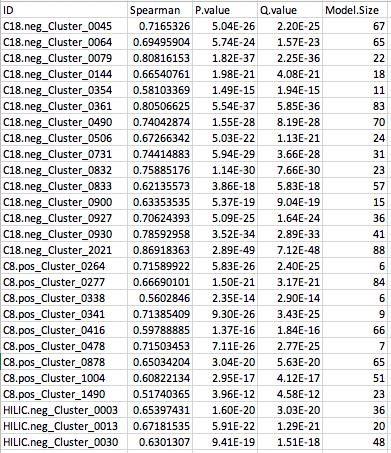 ID Spearman P.value Q.value Model.Size
C18.neg_Cluster_0045 0.7165326 5.04E-26 2.20E-25 67
C18.neg_Cluster_0064 0.69495904 5.74E-24 1.57E-23 65
C18.neg_Cluster_0079 0.80816153 1.82E-37 2.25E-36 22
C18.neg_Cluster_0144 0.66540761 1.98E-21 4.08E-21 18
C18.neg_Cluster_0354 0.58103369 1.49E-15 1.94E-15 11
C18.neg_Cluster_0361 0.80506625 5.54E-37 5.85E-36 83
C18.neg_Cluster_0490 0.74042874 1.55E-28 8.19E-28 70
C18.neg_Cluster_0506 0.67266342 5.03E-22 1.13E-21 24
C18.neg_Cluster_0731 0.74414883 5.94E-29 3.66E-28 31
C18.neg_Cluster_0832 0.75885176 1.14E-30 7.66E-30 23
C18.neg_Cluster_0833 0.62135573 3.86E-18 5.83E-18 57
C18.neg_Cluster_0900 0.63353535 5.37E-19 9.04E-19 15
C18.neg_Cluster_0927 0.70624393 5.09E-25 1.64E-24 36
C18.neg_Cluster_0930 0.78592958 3.52E-34 2.89E-33 41
C18.neg_Cluster_2021 0.86918363 2.89E-49 7.12E-48 88
C8.pos_Cluster_0264 0.71589922 5.83E-26 2.40E-25 6
C8.pos_Cluster_0277 0.66690101 1.50E-21 3.17E-21 84
C8.pos_Cluster_0338 0.5602846 2.35E-14 2.90E-14 6
C8.pos_Cluster_0341 0.71385409 9.30E-26 3.43E-25 9
C8.pos_Cluster_0416 0.59788885 1.37E-16 1.84E-16 66
C8.pos_Cluster_0478 0.71503453 7.11E-26 2.77E-25 7
C8.pos_Cluster_0878 0.65034204 3.04E-20 5.63E-20 65
C8.pos_Cluster_1004 0.60822134 2.95E-17 4.12E-17 51
C8.pos_Cluster_1490 0.51740365 3.96E-12 4.58E-12 23
HILIC.neg_Cluster_0003 0.65397431 1.60E-20 3.03E-20 36
HILIC.neg_Cluster_0013 0.67181535 5.91E-22 1.29E-21 20
HILIC.neg_Cluster_0030 0.6301307 9.41E-19 1.51E-18 48